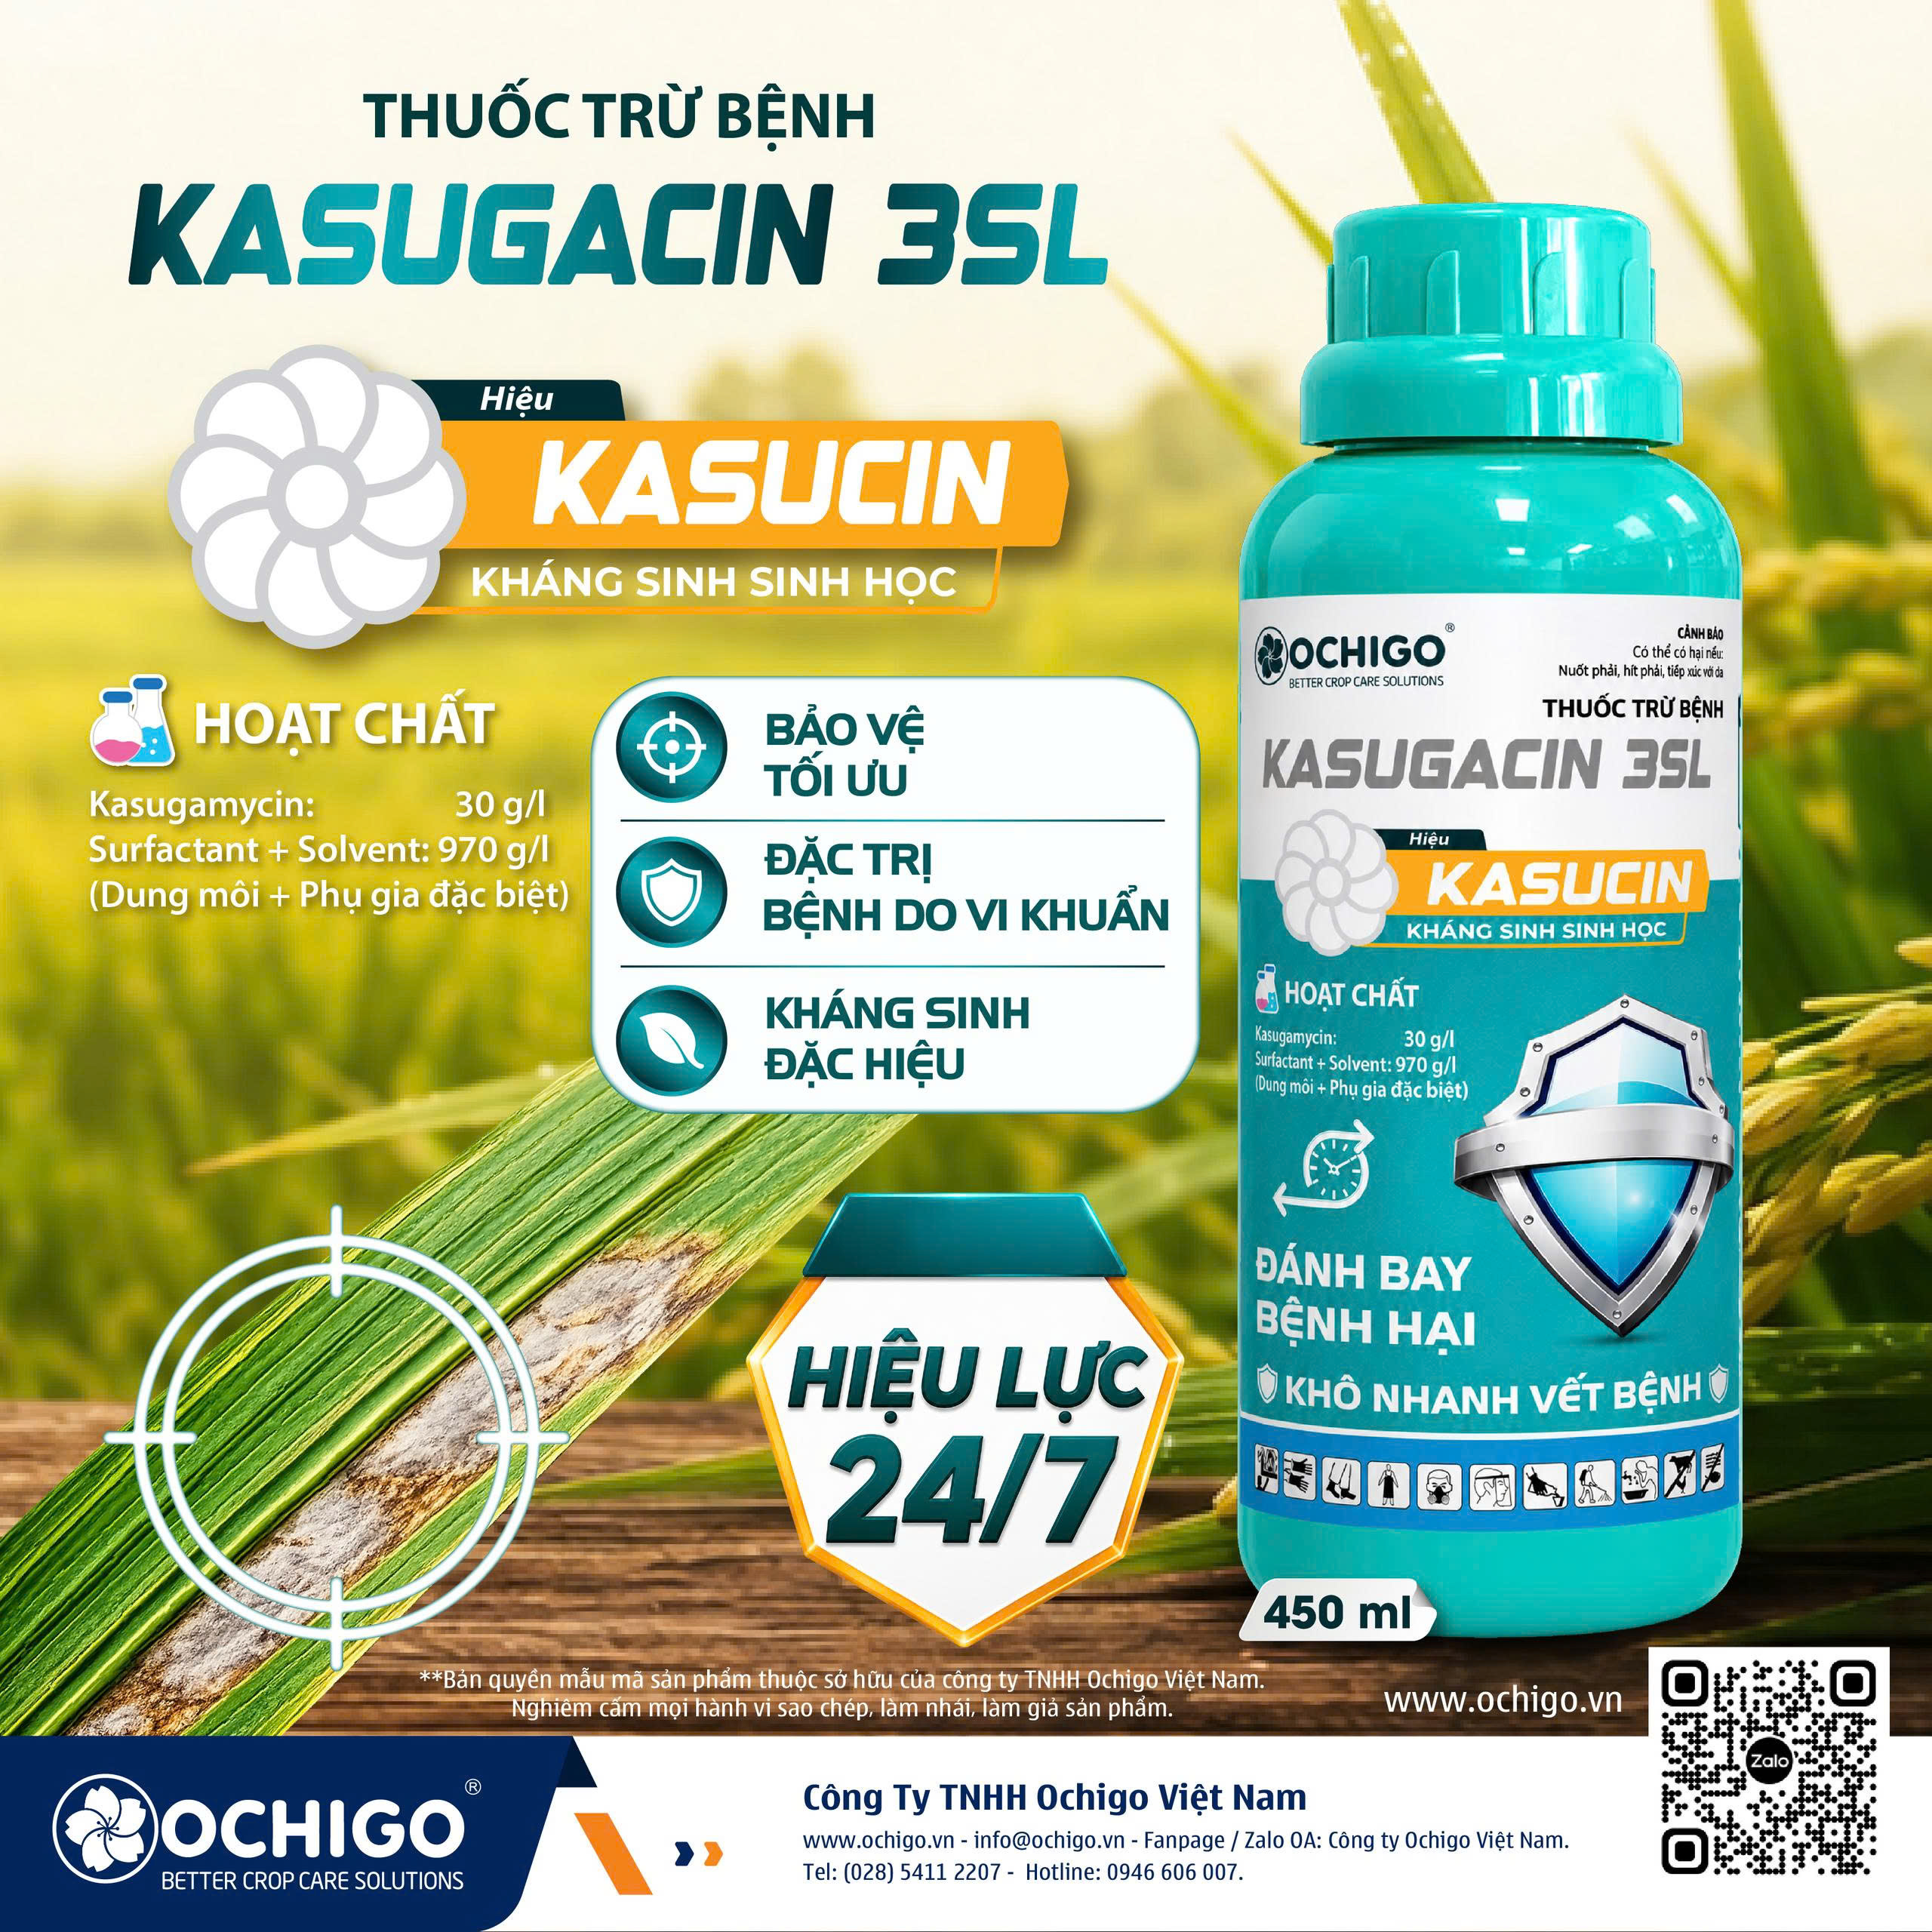 THUỐC TRỪ BỆNH
KASUGACIN 3SL
Hiệu
KASUCIN
KHÁNG SINH SINH HỌC
HOẠT CHẤT
Kasugamycin: 30 g/l
Surfactant + Solvent: 970 g/l
(Dung môi + Phụ gia đặc biệt)
BẢO VỆ
TỐI ƯU
ĐẶC TRỊ
BỆNH DO VI KHUẨN
KHÁNG SINH
ĐẶC HIỆU
HIỆU LỰC
24/7
OCHIGO®
BETTER CROP CARE SOLUTIONS
CẢNH BÁO
Có thể có hại nếu:
Nuốt phải, hít phải, tiếp xúc với da
THUỐC TRỪ BỆNH
KASUGACIN 3SL
Hiệu
KASUCIN
KHÁNG SINH SINH HỌC
HOẠT CHẤT
Kasugamycin: 30 g/l
Surfactant + Solvent: 970 g/l
(Dung môi + Phụ gia đặc biệt)
ĐÁNH BAY
BỆNH HẠI
KHÔ NHANH VẾT BỆNH
450 ml
**Bản quyền mẫu mã sản phẩm thuộc sở hữu của công ty TNHH Ochigo Việt Nam.
Nghiêm cấm mọi hành vi sao chép, làm nhái, làm giả sản phẩm.
www.ochigo.vn
Zalo
OCHIGO®
BETTER CROP CARE SOLUTIONS
Công Ty TNHH Ochigo Việt Nam
www.ochigo.vn - info@ochigo.vn - Fanpage / Zalo OA: Công ty Ochigo Việt Nam.
Tel: (028) 5411 2207 - Hotline: 0946 606 007.